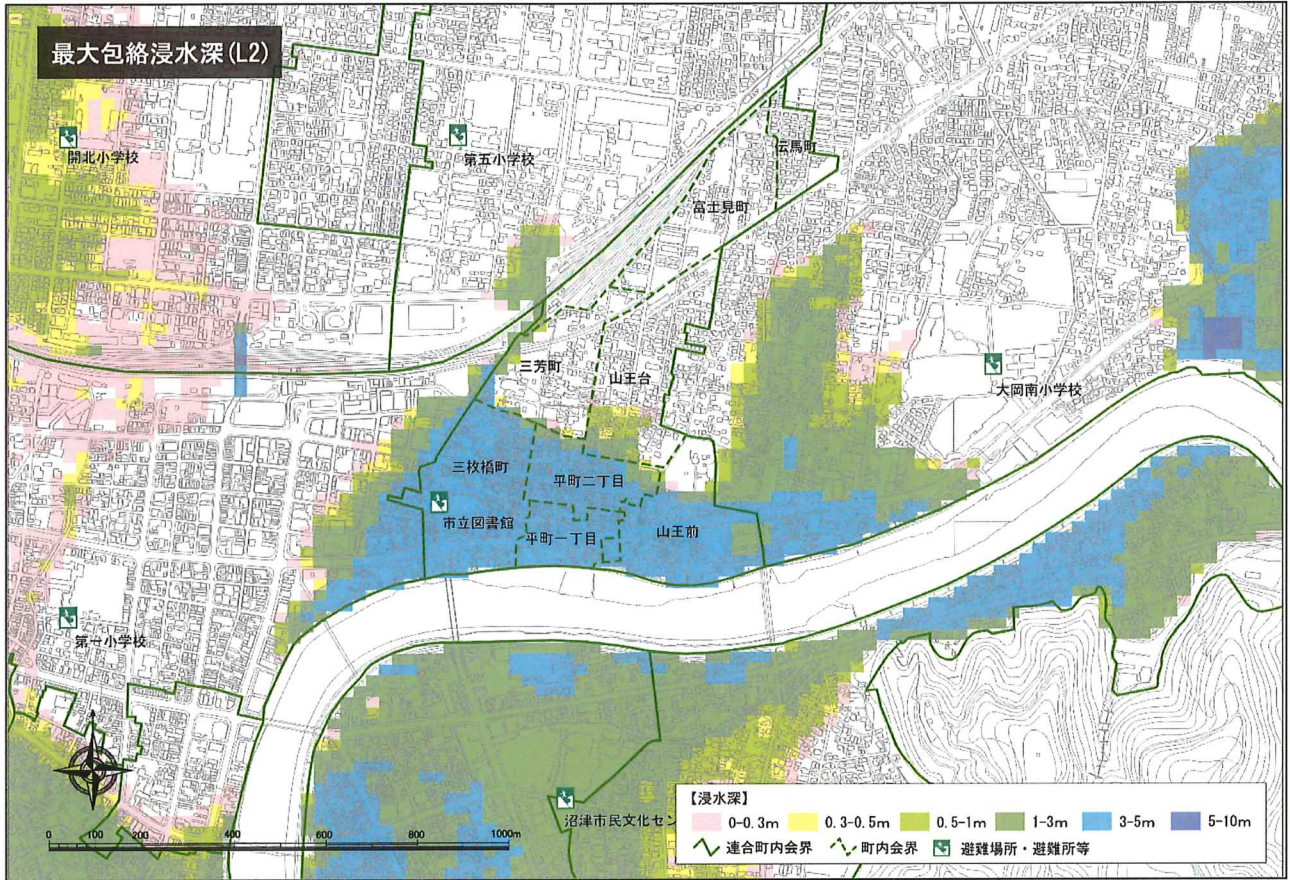 最大包絡浸水深(L2)
開北小学校
第五小学校
伝馬町
富士見町
三芳町
山王台
大岡南小学校
三枚橋町
平町二丁目
市立図書館
平町一丁目
山王前
第一小学校
沼津市民文化セン
0 100 200 400 800 1000m
【浸水深】
0-0.3m 0.3-0.5m 0.5-1m 1-3m 3-5m 5-10m
連合町内会界 町内会界 避難場所・避難所等